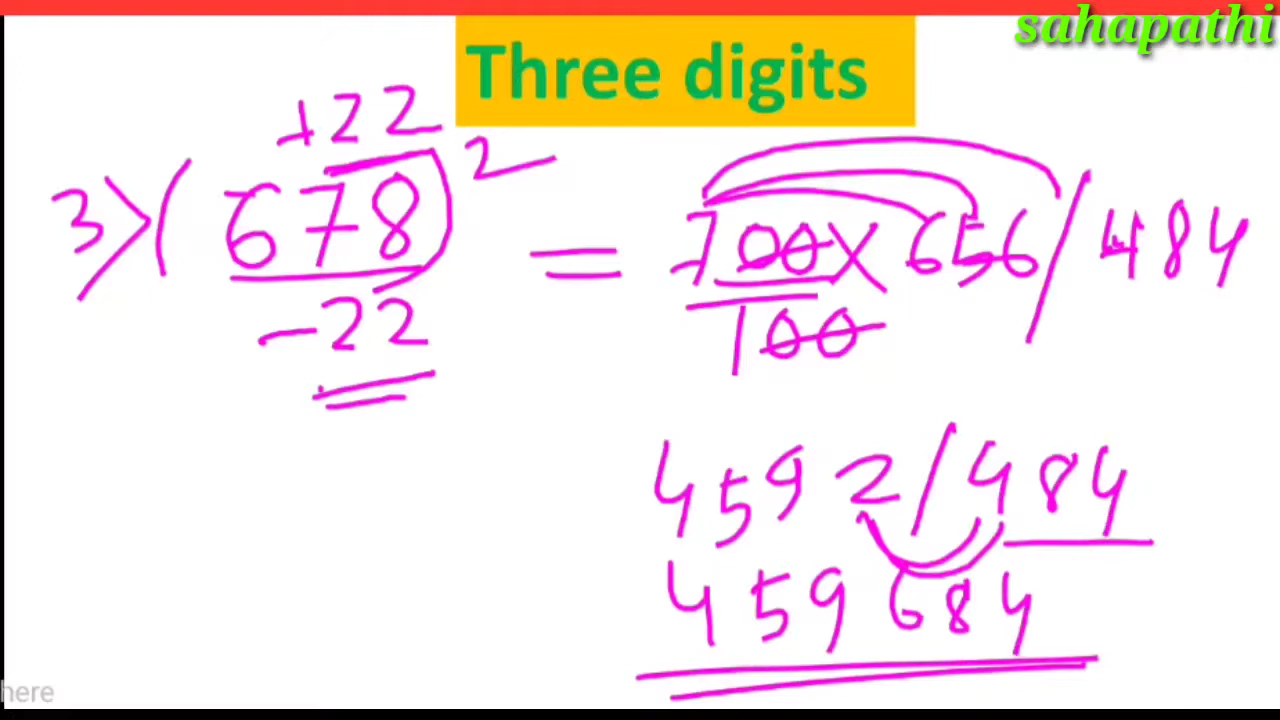 sahapathi
Three digits
+22
3) (678)2 = 700 x 656 / 484
-22
100
4592/484
459684
here